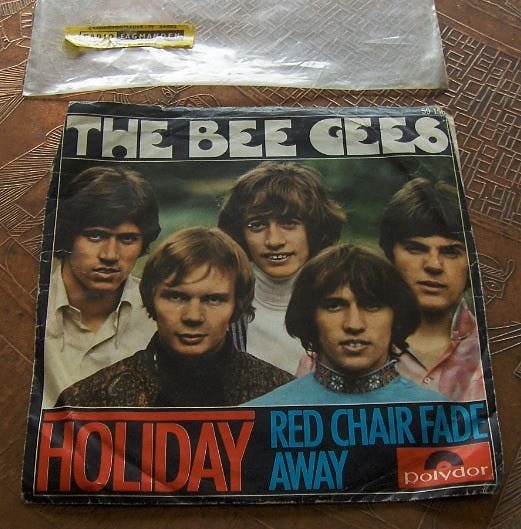 RADIO FAGMANDEN
THE BEE GEES
HOLIDAY
RED CHAIR FADE
AWAY
polydor